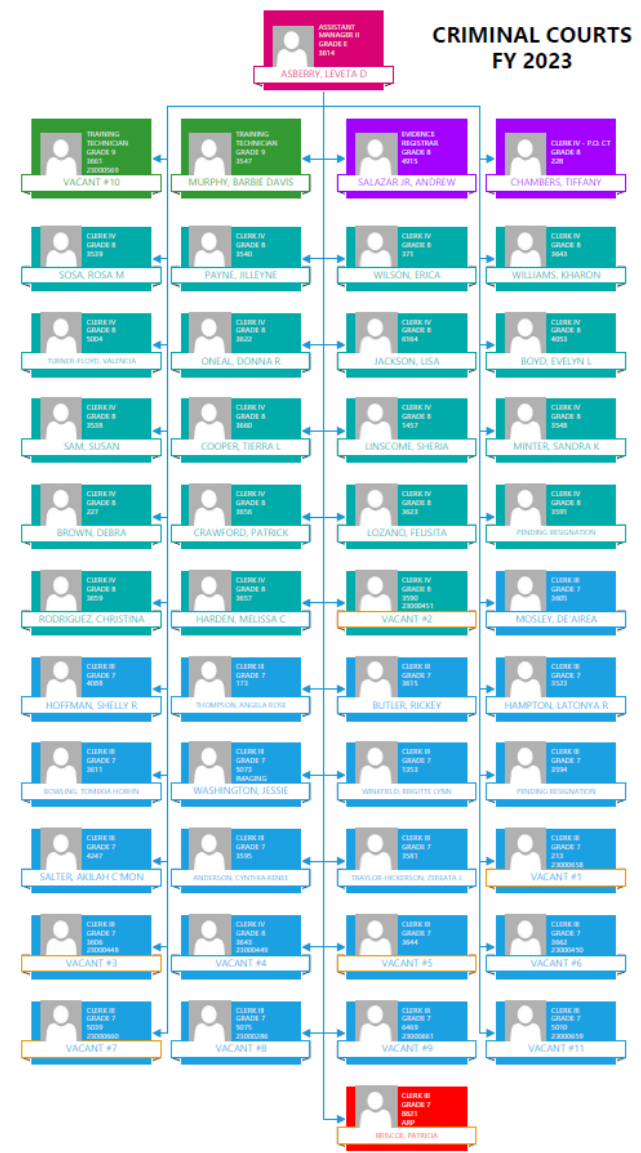 CRIMINAL COURTS
FY 2023
ASSISTANT
MANAGER II
GRADE E
3614
ASBERRY, LEVETA D
TRAINING
TECHNICIAN
GRADE 9
3661
23000569
VACANT #10
TRAINING
TECHNICIAN
GRADE 9
3547
MURPHY, BARBIE DAVIS
EVIDENCE
REGISTRAR
GRADE 8
4915
SALAZAR JR, ANDREW
CLERK IV – P.O. CT
GRADE 8
228
CHAMBERS, TIFFANY
CLERK IV
GRADE 8
3539
SOSA, ROSA M
CLERK IV
GRADE 8
3540
PAYNE, JILLEYNE
CLERK IV
GRADE 8
371
WILSON, ERICA
CLERK IV
GRADE 8
3643
WILLIAMS, KHARON
CLERK IV
GRADE 8
5004
TURNER-FLOYD, VALENCIA
CLERK IV
GRADE 8
3622
ONEAL, DONNA R
CLERK IV
GRADE 8
6164
JACKSON, LISA
CLERK IV
GRADE 8
4053
BOYD, EVELYN L
CLERK IV
GRADE 8
3538
SAM, SUSAN
CLERK IV
GRADE 8
3660
COOPER, TIERRA L
CLERK IV
GRADE 8
1457
LINSCOME, SHERIA
CLERK IV
GRADE 8
3548
MINTER, SANDRA K
CLERK IV
GRADE 8
227
BROWN, DEBRA
CLERK IV
GRADE 8
3656
CRAWFORD, PATRICK
CLERK IV
GRADE 8
3623
LOZANO, FELISITA
CLERK IV
GRADE 8
3591
PENDING RESIGNATION
CLERK IV
GRADE 8
3659
RODRIGUEZ, CHRISTINA
CLERK IV
GRADE 8
3657
HARDEN, MELISSA C
CLERK IV
GRADE 8
3590
23000451
VACANT #2
CLERK III
GRADE 7
3605
MOSLEY, DE'AIREA
CLERK III
GRADE 7
4088
HOFFMAN, SHELLY R
CLERK III
GRADE 7
173
THOMPSON, ANGELA ROSE
CLERK III
GRADE 7
3615
BUTLER, RICKEY
CLERK III
GRADE 7
3523
HAMPTON, LATONYA R
CLERK III
GRADE 7
3611
BOWLING,
CLERK III
GRADE 7
5073
IMAGING
WASHINGTON, JESSIE
CLERK III
GRADE 7
1353
WINKFIELD, BRIGITTE LYNN
CLERK III
GRADE 7
3594
PENDING RESIGNATION
CLERK III
GRADE 7
4247
SALTER, AKILAH C'MON
CLERK III
GRADE 7
3595
ANDERSON, CYNTHIA RENEE
CLERK III
GRADE 7
3581
TRAYLOR-HICKERSON, ZEREATA J.
CLERK III
GRADE 7
213
23000658
VACANT #1
CLERK III
GRADE 7
3606
23000448
VACANT #3
CLERK IV
GRADE 8
3643
23000449
VACANT #4
CLERK III
GRADE 7
3644
VACANT #5
CLERK III
GRADE 7
3662
23000450
VACANT #6
CLERK III
GRADE 7
5039
23000660
VACANT #7
CLERK III
GRADE 7
5075
23000286
VACANT #8
CLERK III
GRADE 7
6469
23000661
VACANT #9
CLERK III
GRADE 7
5010
23000659
VACANT #11
CLERK III
GRADE 7
8821
ARP
BRISCOE, PATRICIA